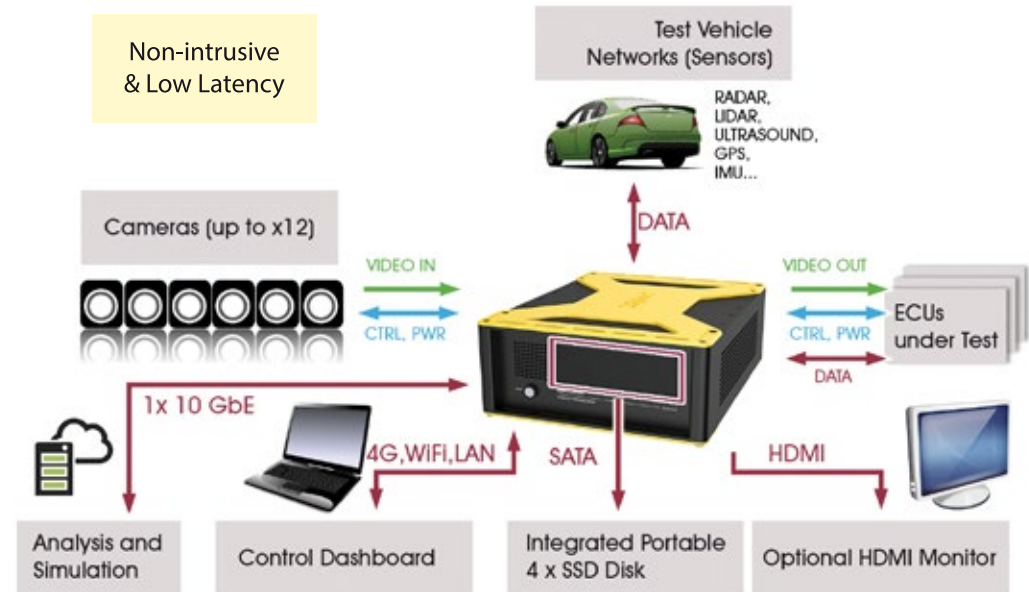 Non-intrusive
& Low Latency
Test Vehicle
Networks (Sensors)
RADAR,
LIDAR,
ULTRASOUND,
GPS,
IMU...
DATA
Cameras (up to x12)
VIDEO IN
CTRL, PWR
VIDEO OUT
CTRL, PWR
DATA
ECUs
under Test
1x 10 GbE
4G,WiFi,LAN
SATA
HDMI
Analysis and
Simulation
Control Dashboard
Integrated Portable
4 x SSD Disk
Optional HDMI Monitor